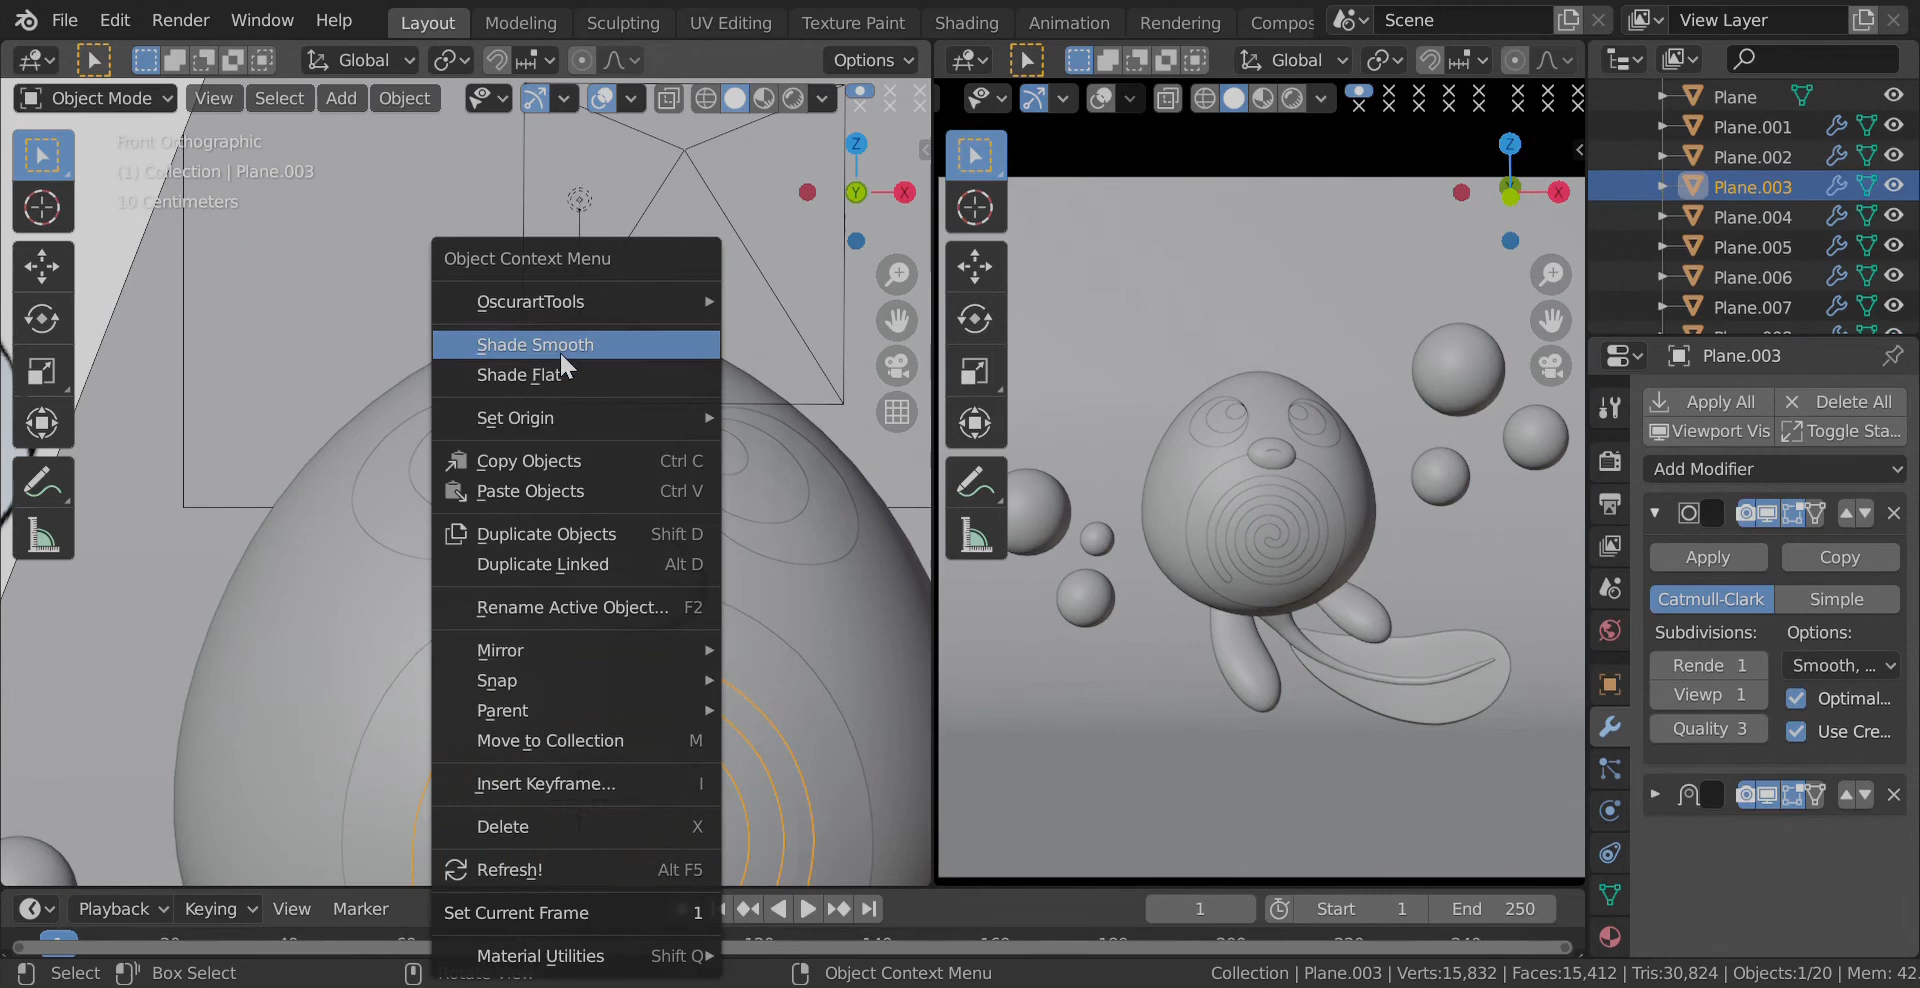 File Edit Render Window Help Layout Modeling Sculpting UV Editing Texture Paint Shading Animation Rendering Compos Scene View Layer
Global Options Global
Object Mode View Select Add Object
Front Orthographic
(1) Collection | Plane.003
10 Centimeters
Z
Y
X
Z
Y
X
Object Context Menu
OscurartTools
Shade Smooth
Shade Flat
Set Origin
Copy Objects Ctrl C
Paste Objects Ctrl V
Duplicate Objects Shift D
Duplicate Linked Alt D
Rename Active Object... F2
Mirror
Snap
Parent
Move to Collection M
Insert Keyframe... I
Delete X
Refresh! Alt F5
Set Current Frame 1
Material Utilities Shift Q
Plane
Plane.001
Plane.002
Plane.003
Plane.004
Plane.005
Plane.006
Plane.007
Plane.003
Apply All Delete All
Viewport Vis Toggle Sta...
Add Modifier
Apply Copy
Catmull-Clark Simple
Subdivisions: Options:
Rende 1 Smooth, ...
Viewp 1 Optimal...
Quality 3 Use Cre...
Playback Keying View Marker 1 Start 1 End 250
Select Box Select Object Context Menu Collection | Plane.003 | Verts:15,832 | Faces:15,412 | Tris:30,824 | Objects:1/20 | Mem: 42.